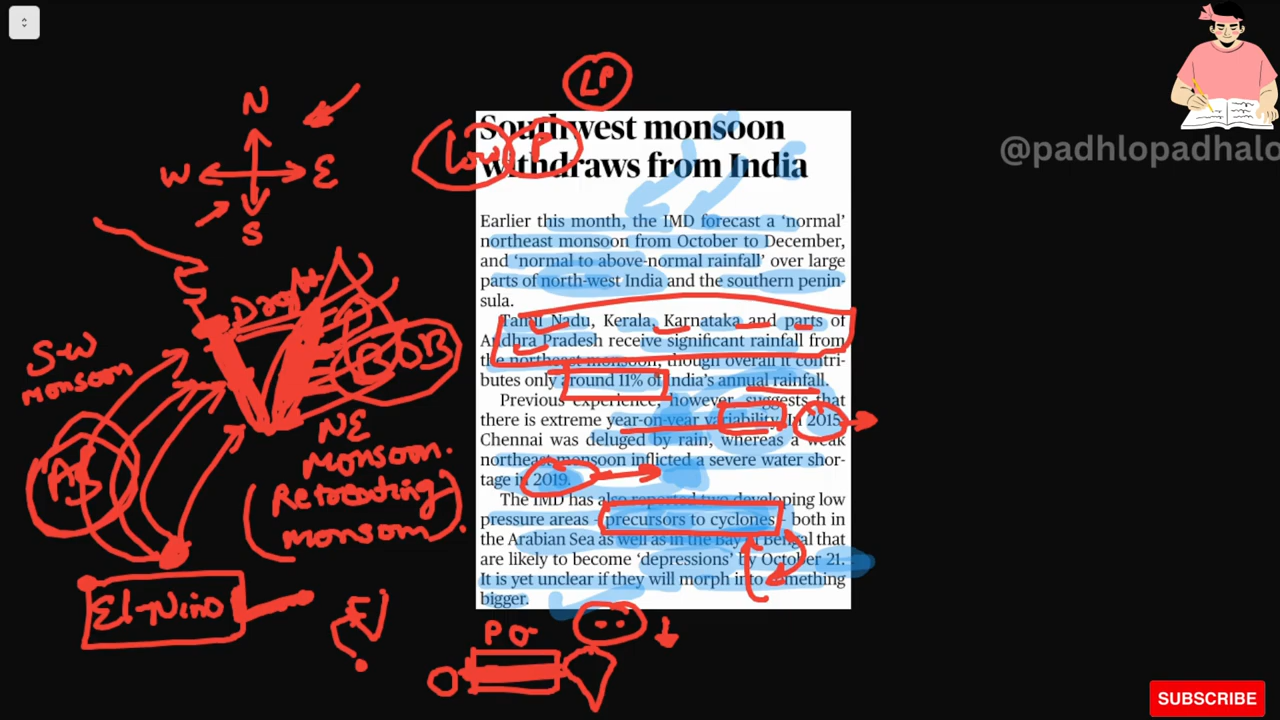 LP
N
W
E
S
Low P
@padhlopadhalo
Southwest monsoon
withdraws from India
Earlier this month, the IMD forecast a ‘normal’
northeast monsoon from October to December,
and ‘normal to above-normal rainfall’ over large
parts of north-west India and the southern penin-
sula.
Tamil Nadu, Kerala, Karnataka and parts of
Andhra Pradesh receive significant rainfall from
the northeast monsoon, though overall it contri-
butes only around 11% of India’s annual rainfall.
Previous experience, however, suggests that
there is extreme year-on-year variability. In 2015,
Chennai was deluged by rain, whereas a weak
northeast monsoon inflicted a severe water shor-
tage in 2019.
The IMD has also reported two developing low
pressure areas – precursors to cyclones – both in
the Arabian Sea as well as in the Bay of Bengal that
are likely to become ‘depressions’ by October 21.
It is yet unclear if they will morph into something
bigger.
BOB
S-W
monsoon
AS
NE
monsoon.
(Retreating
monsoon)
El-Nino
SUBSCRIBE